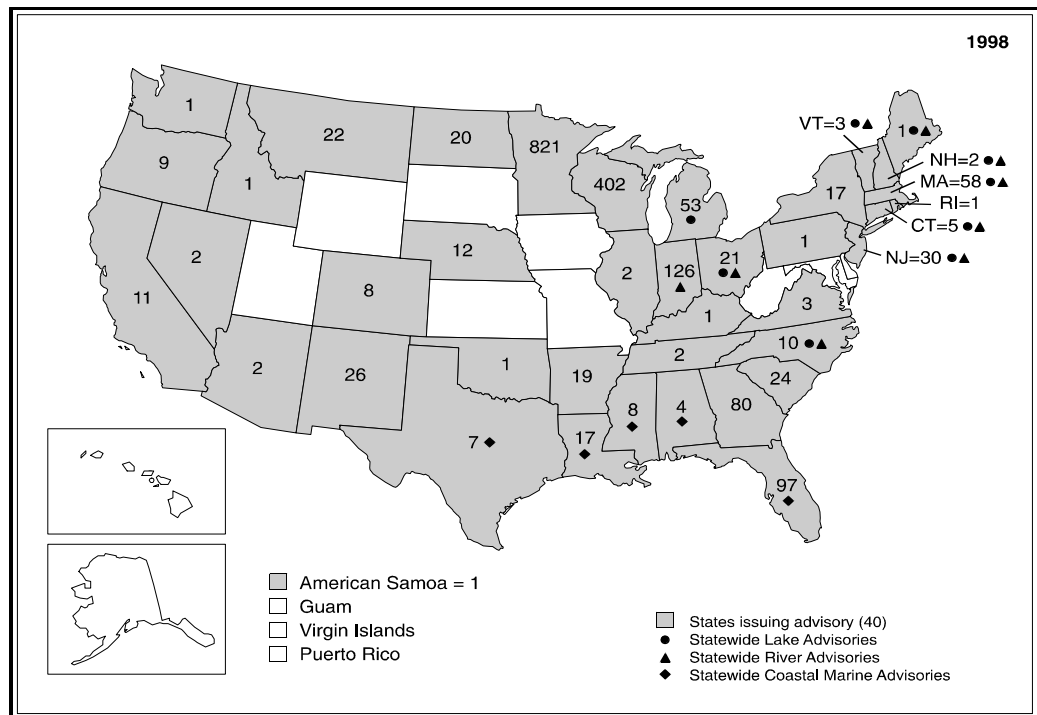 1998
1
22
20
821
VT=3
1
9
1
402
53
17
NH=2
MA=58
RI=1
CT=5
NJ=30
2
12
2
126
21
1
11
8
1
3
2
26
1
19
2
10
24
7
17
8
4
80
97
American Samoa = 1
Guam
Virgin Islands
Puerto Rico
States issuing advisory (40)
Statewide Lake Advisories
Statewide River Advisories
Statewide Coastal Marine Advisories